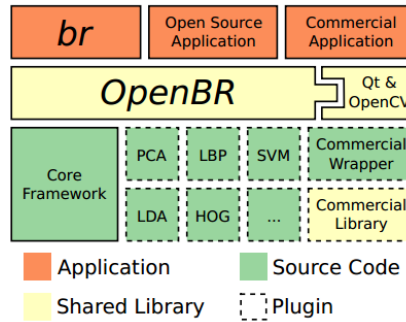 br
Open Source
Application
Commercial
Application
OpenBR
Qt &
OpenCV
Core
Framework
PCA
LBP
SVM
Commercial
Wrapper
LDA
HOG
...
Commercial
Library
Application
Source Code
Shared Library
Plugin